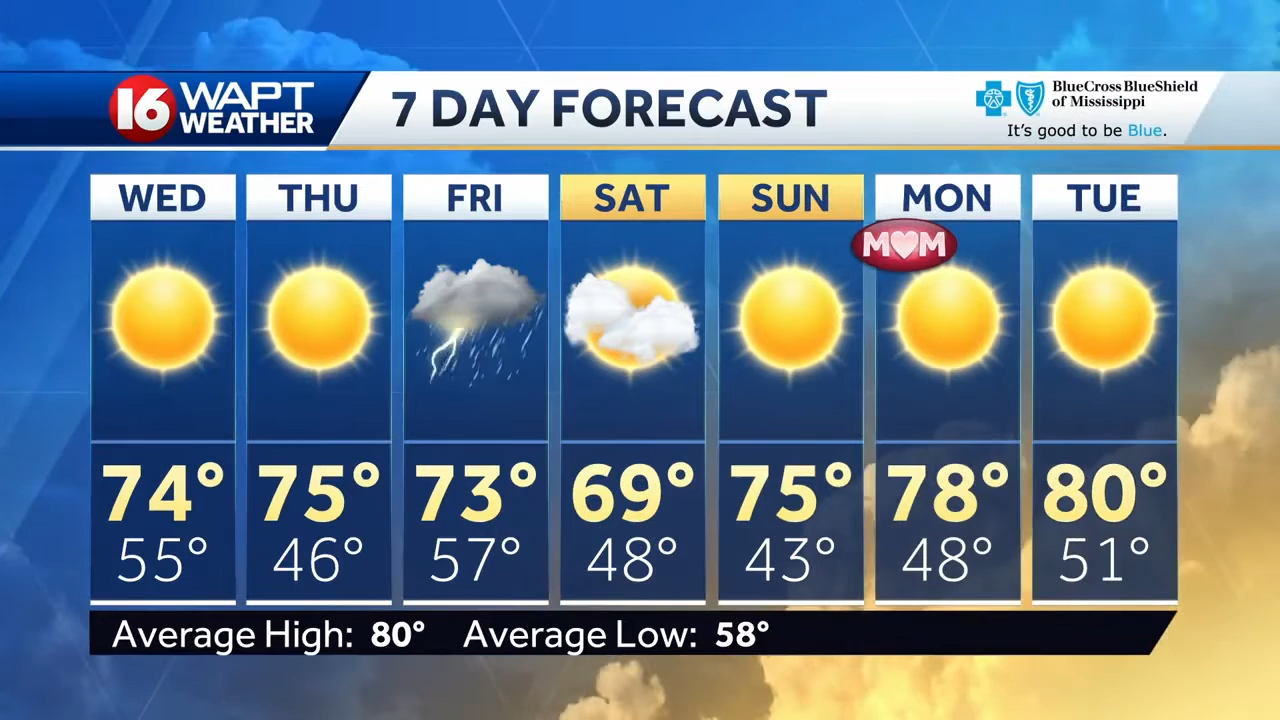 16 WAPT WEATHER
7 DAY FORECAST
BlueCross BlueShield
of Mississippi
It's good to be Blue.
WED THU FRI SAT SUN MON TUE
M M
74° 75° 73° 69° 75° 78° 80°
55° 46° 57° 48° 43° 48° 51°
Average High: 80° Average Low: 58°